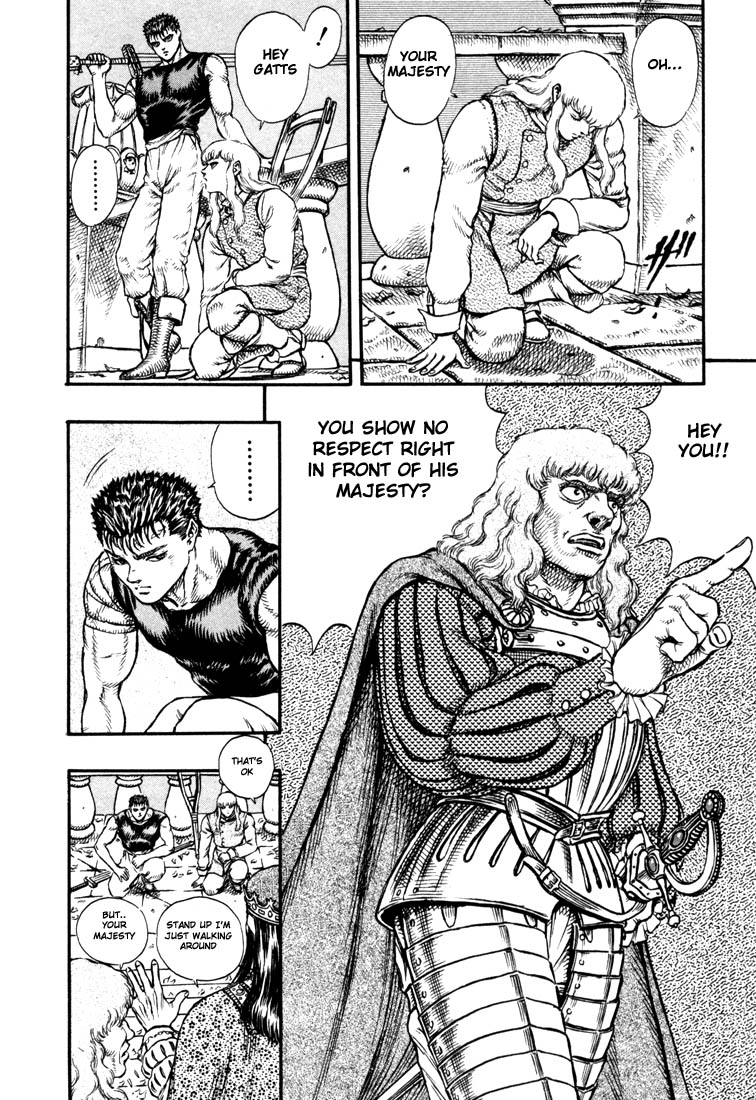 OH...
YOUR
MAJESTY
!
HEY
GATTS
.........
HEY
YOU!!
YOU SHOW NO
RESPECT RIGHT
IN FRONT OF HIS
MAJESTY?
.........
THAT'S
OK
STAND UP I'M
JUST WALKING
AROUND
BUT..
YOUR
MAJESTY